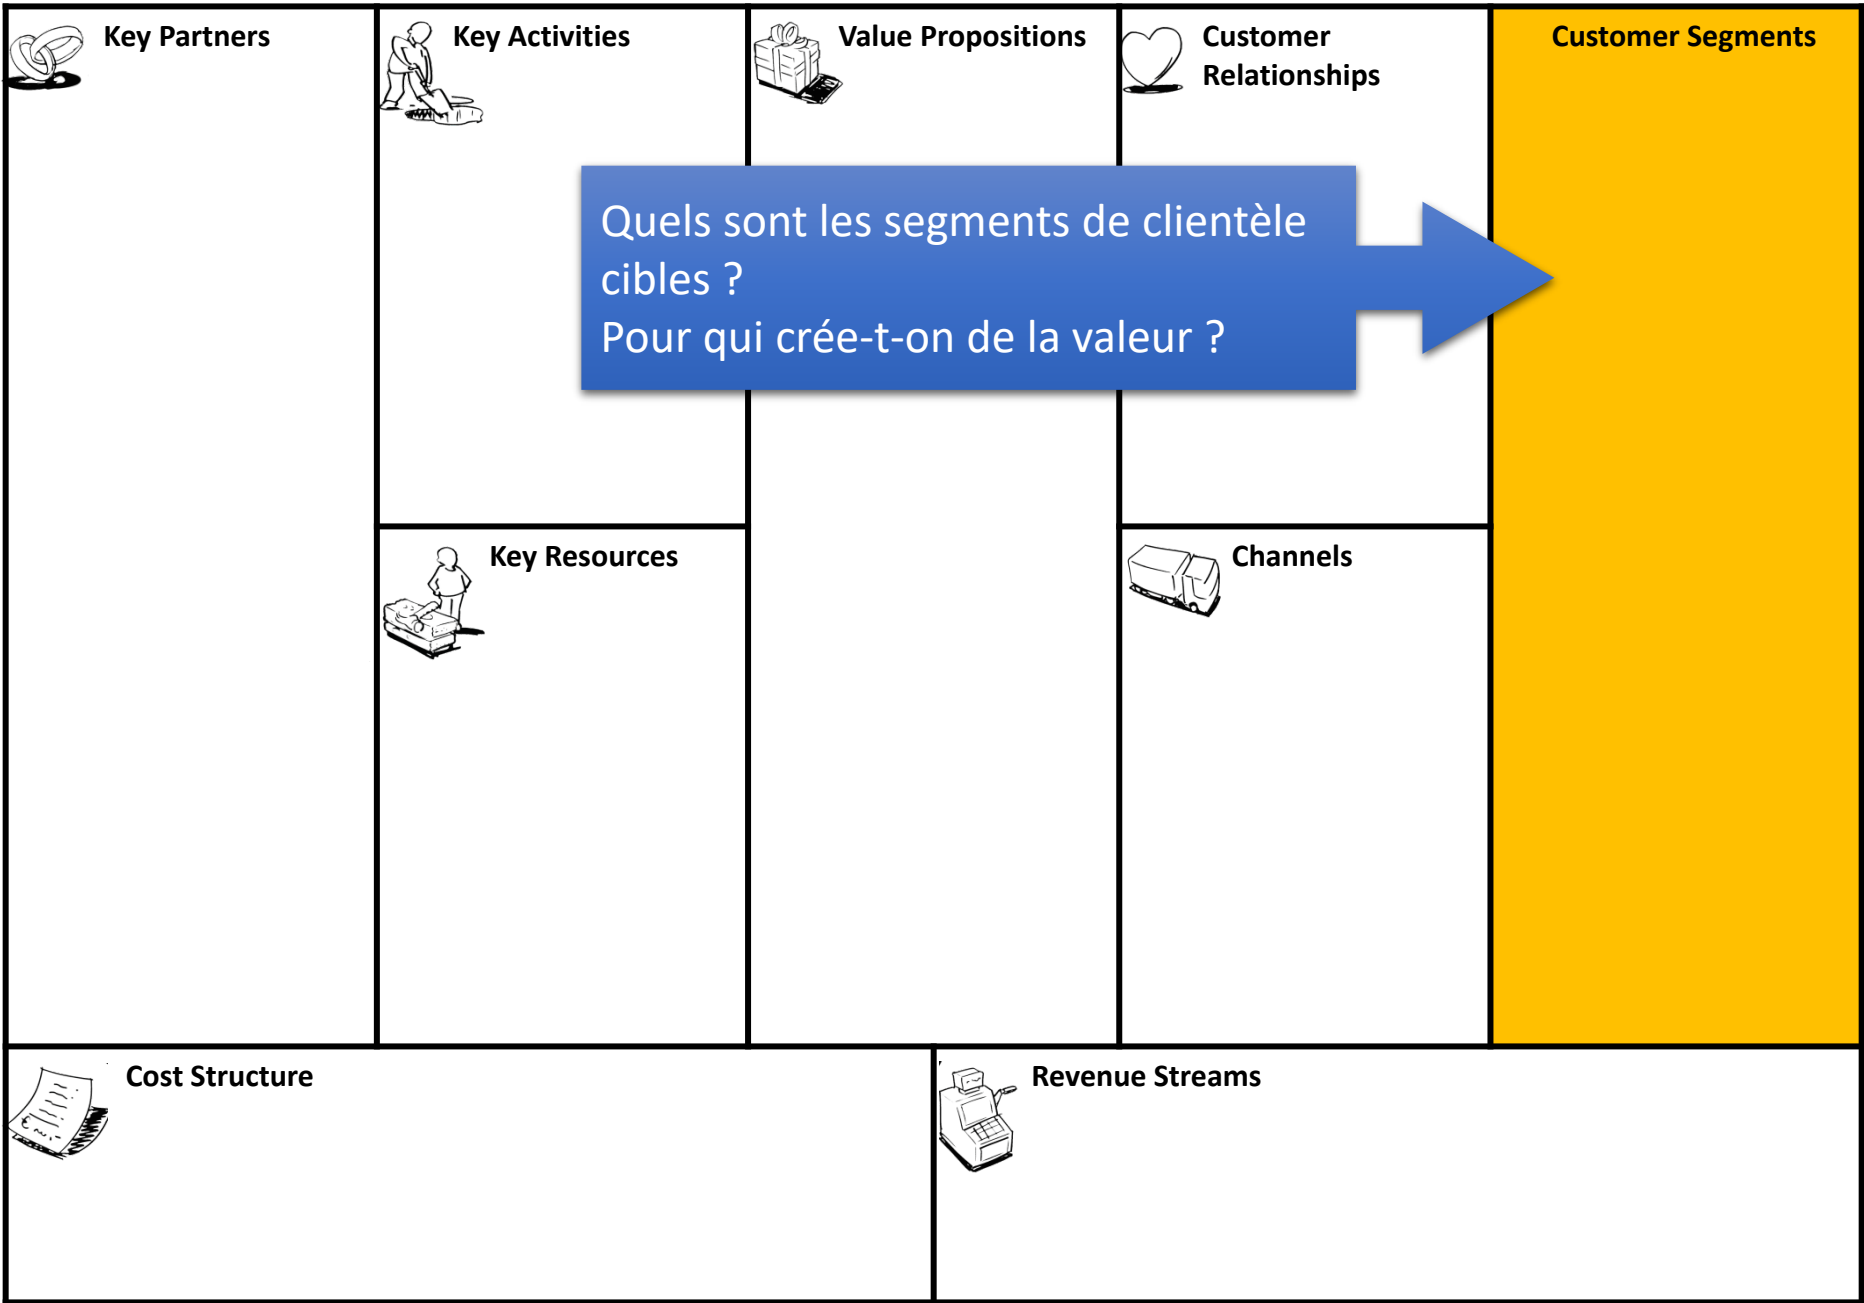 Key Partners
Key Activities
Value Propositions
Customer
Relationships
Customer Segments
Quels sont les segments de clientèle
cibles ?
Pour qui crée-t-on de la valeur ?
Key Resources
Channels
Cost Structure
Revenue Streams